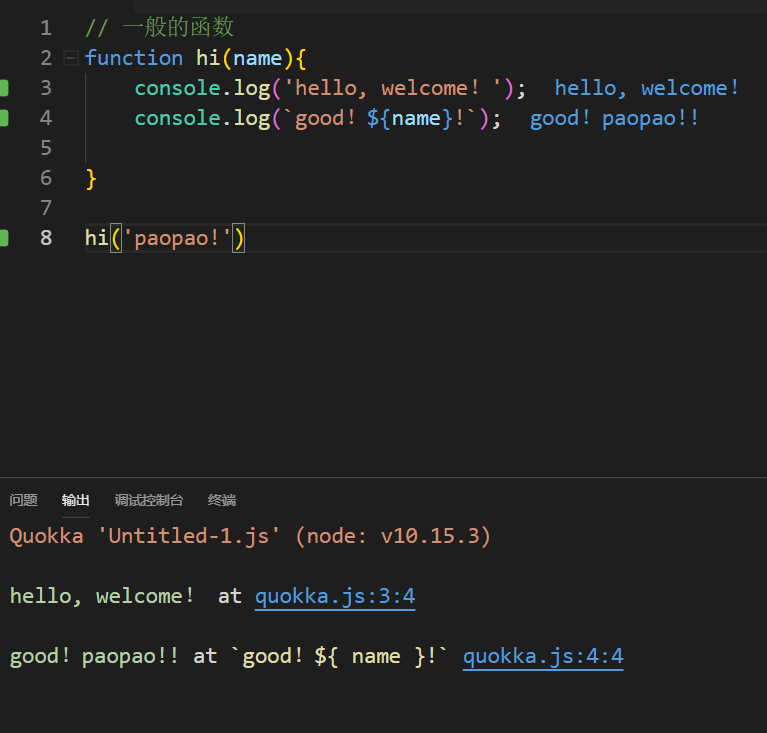 1 // 一般的函数
2 function hi(name){
3 console.log('hello, welcome! '); hello, welcome!
4 console.log(`good! ${name}!`); good! paopao!!
5
6 }
7
8 hi('paopao!')
问题 输出 调试控制台 终端
Quokka 'Untitled-1.js' (node: v10.15.3)
hello, welcome! at quokka.js:3:4
good! paopao!! at `good! ${ name }!` quokka.js:4:4